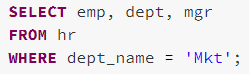 SELECT emp, dept, mgr
FROM hr
WHERE dept_name = 'Mkt';